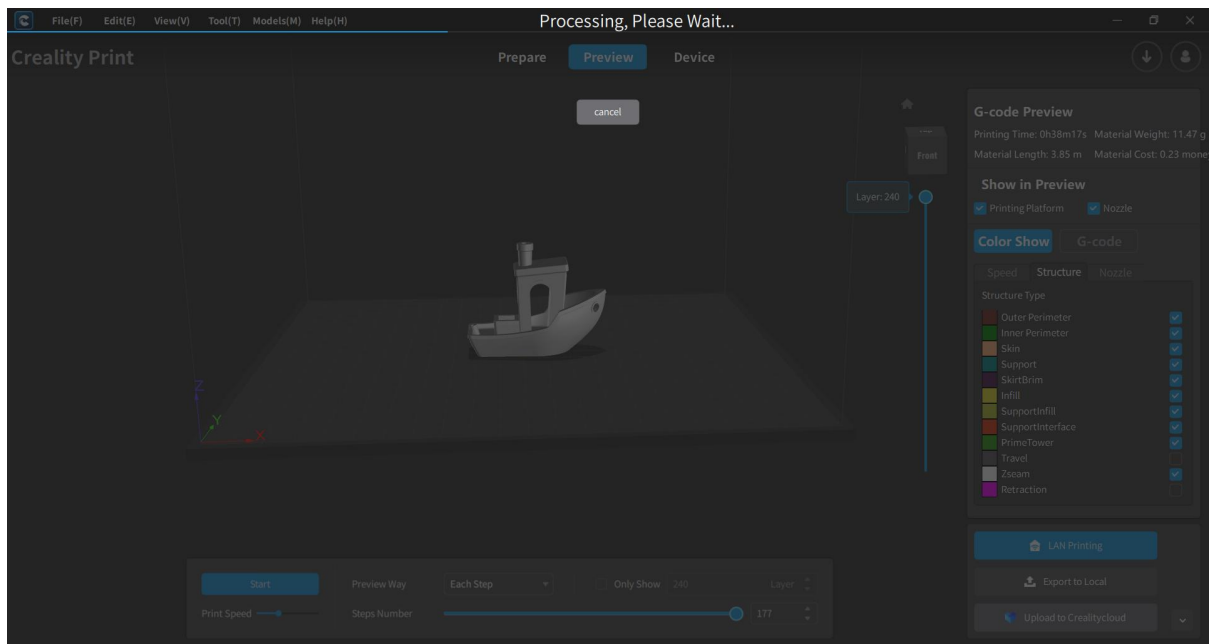 File(F) Edit(E) View(V) Tool(T) Models(M) Help(H) Processing, Please Wait...
Creality Print
Prepare Preview Device
cancel
Front
Layer: 240
G-code Preview
Printing Time: 0h38m17s Material Weight: 11.47 g
Material Length: 3.85 m Material Cost: 0.23 mone
Show in Preview
Printing Platform Nozzle
Color Show G-code
Speed Structure Nozzle
Structure Type
Outer Perimeter
Inner Perimeter
Skin
Support
SkirtBrim
Infill
SupportInfill
SupportInterface
PrimeTower
Travel
Zseam
Retraction
Z
Y
X
Start Preview Way Each Step Only Show 240 Layer
Print Speed Steps Number 177
LAN Printing
Export to Local
Upload to Crealitycloud